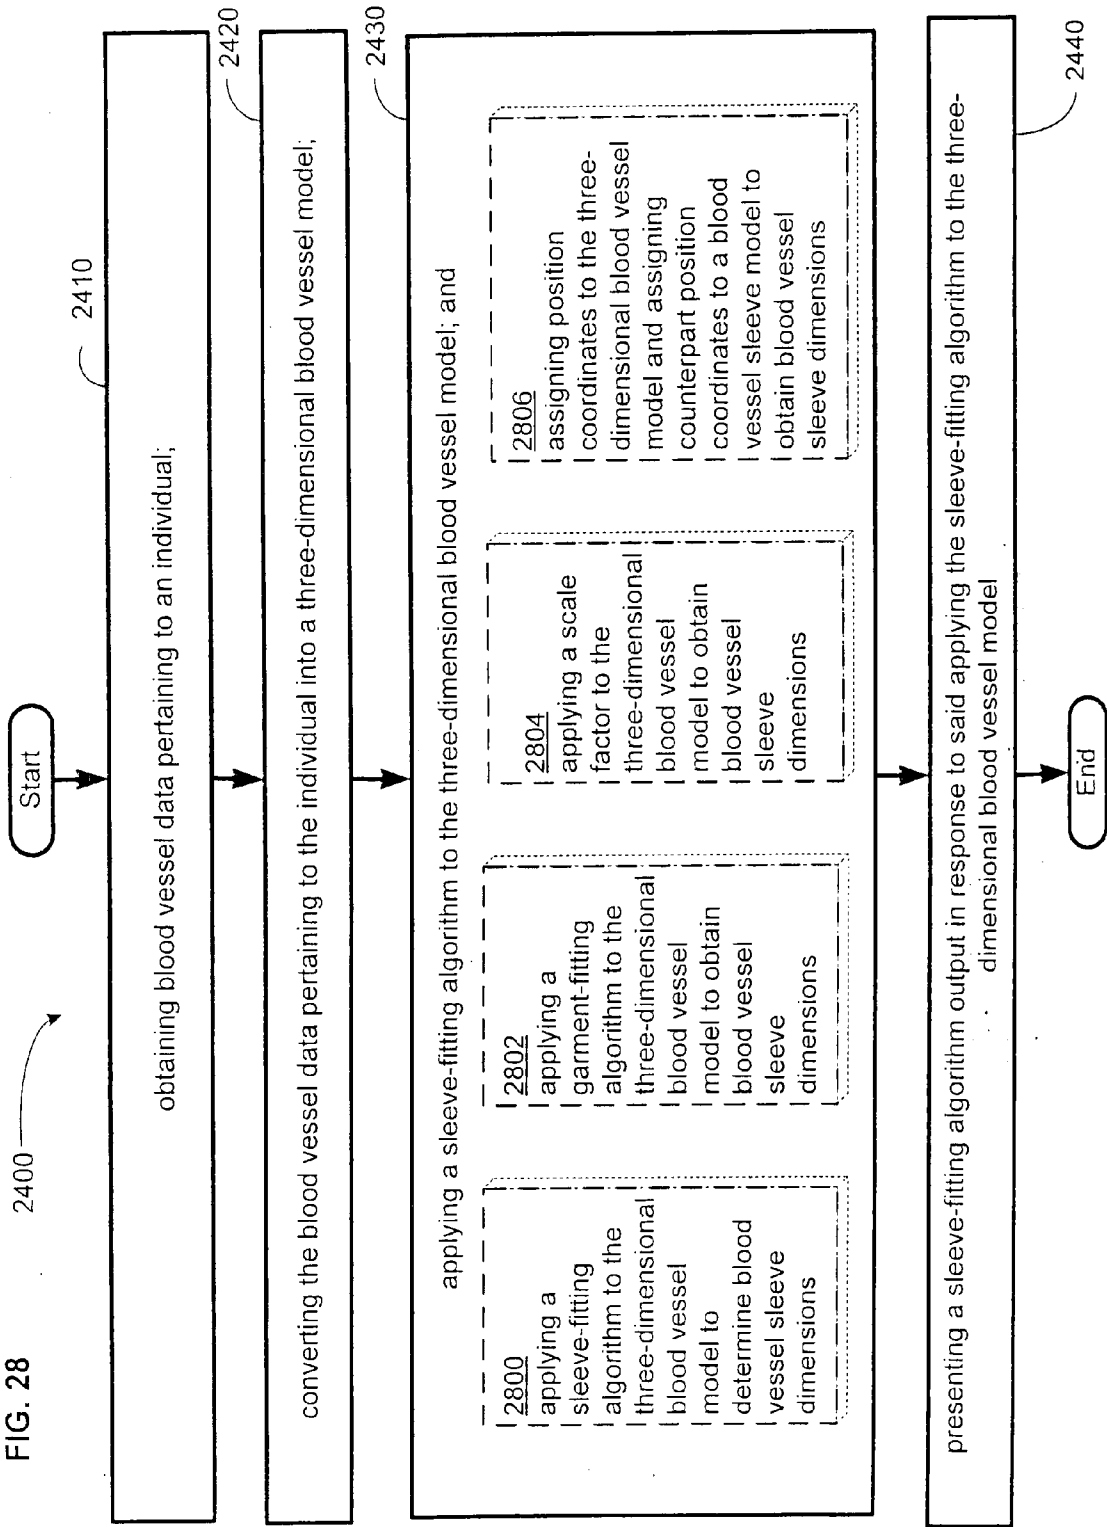 FIG. 28
2400
Start
2410
obtaining blood vessel data pertaining to an individual;
2420
converting the blood vessel data pertaining to the individual into a three-dimensional blood vessel model;
2430
applying a sleeve-fitting algorithm to the three-dimensional blood vessel model; and
2800
applying a
sleeve-fitting
algorithm to the
three-dimensional
blood vessel
model to
determine blood
vessel sleeve
dimensions
2802
applying a
garment-fitting
algorithm to the
three-dimensional
blood vessel
model to obtain
blood vessel
sleeve
dimensions
2804
applying a scale
factor to the
three-dimensional
blood vessel
model to obtain
blood vessel
sleeve
dimensions
2806
assigning position
coordinates to the three-
dimensional blood vessel
model and assigning
counterpart position
coordinates to a blood
vessel sleeve model to
obtain blood vessel
sleeve dimensions
2440
presenting a sleeve-fitting algorithm output in response to said applying the sleeve-fitting algorithm to the three-
dimensional blood vessel model
End